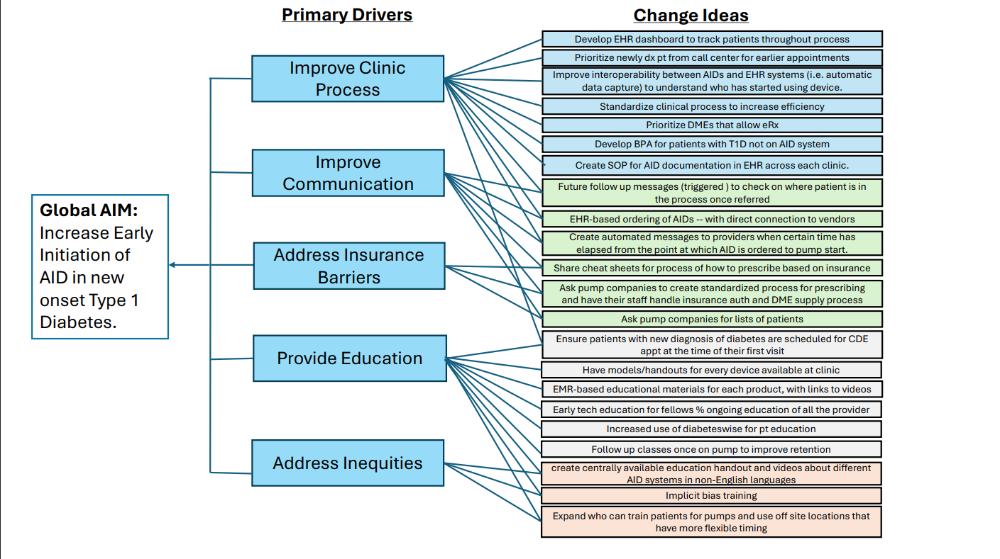 Primary Drivers
Change Ideas
Global AIM:
Increase Early
Initiation of
AID in new
onset Type 1
Diabetes.
Improve Clinic
Process
Improve
Communication
Address Insurance
Barriers
Provide Education
Address Inequities
Develop EHR dashboard to track patients throughout process
Prioritize newly dx pt from call center for earlier appointments
Improve interoperability between AIDs and EHR systems (i.e. automatic
data capture) to understand who has started using device.
Standardize clinical process to increase efficiency
Prioritize DMEs that allow eRx
Develop BPA for patients with T1D not on AID system
Create SOP for AID documentation in EHR across each clinic.
Future follow up messages (triggered ) to check on where patient is in
the process once referred
EHR-based ordering of AIDs -- with direct connection to vendors
Create automated messages to providers when certain time has
elapsed from the point at which AID is ordered to pump start.
Share cheat sheets for process of how to prescribe based on insurance
Ask pump companies to create standardized process for prescribing
and have their staff handle insurance auth and DME supply process
Ask pump companies for lists of patients
Ensure patients with new diagnosis of diabetes are scheduled for CDE
appt at the time of their first visit
Have models/handouts for every device available at clinic
EMR-based educational materials for each product, with links to videos
Early tech education for fellows % ongoing education of all the provider
Increased use of diabeteswise for pt education
Follow up classes once on pump to improve retention
create centrally available education handout and videos about different
AID systems in non-English languages
Implicit bias training
Expand who can train patients for pumps and use off site locations that
have more flexible timing